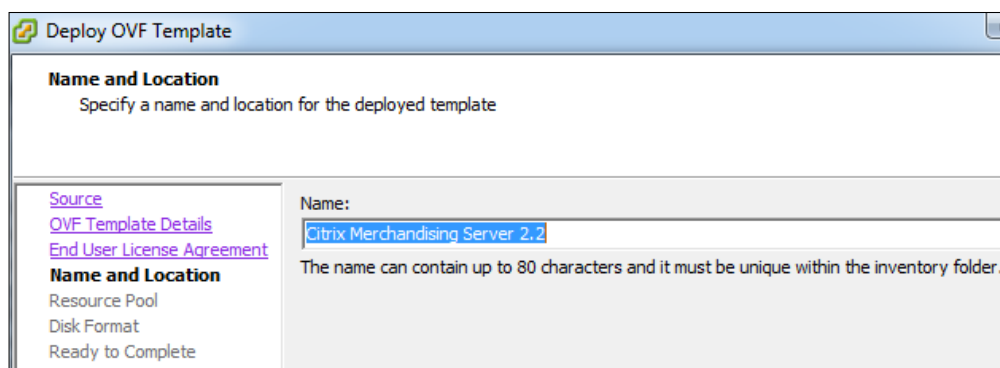 Deploy OVF Template
Name and Location
Specify a name and location for the deployed template
Source
OVF Template Details
End User License Agreement
Name and Location
Resource Pool
Disk Format
Ready to Complete
Name:
Citrix Merchandising Server 2.2
The name can contain up to 80 characters and it must be unique within the inventory folder.